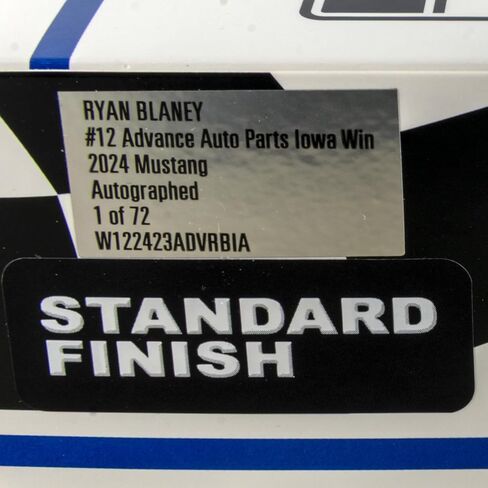 RYAN BLANEY
#12 Advance Auto Parts Iowa Win
2024 Mustang
Autographed
1 of 72
W122423ADVRBIA
STANDARD
FINISH